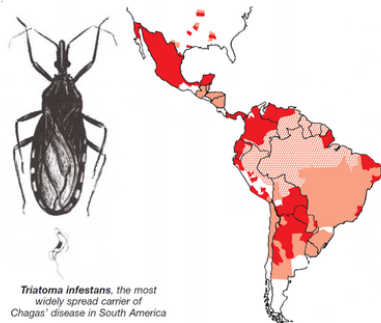 Triatoma infestans, the most
widely spread carrier of
Chagas' disease in South America